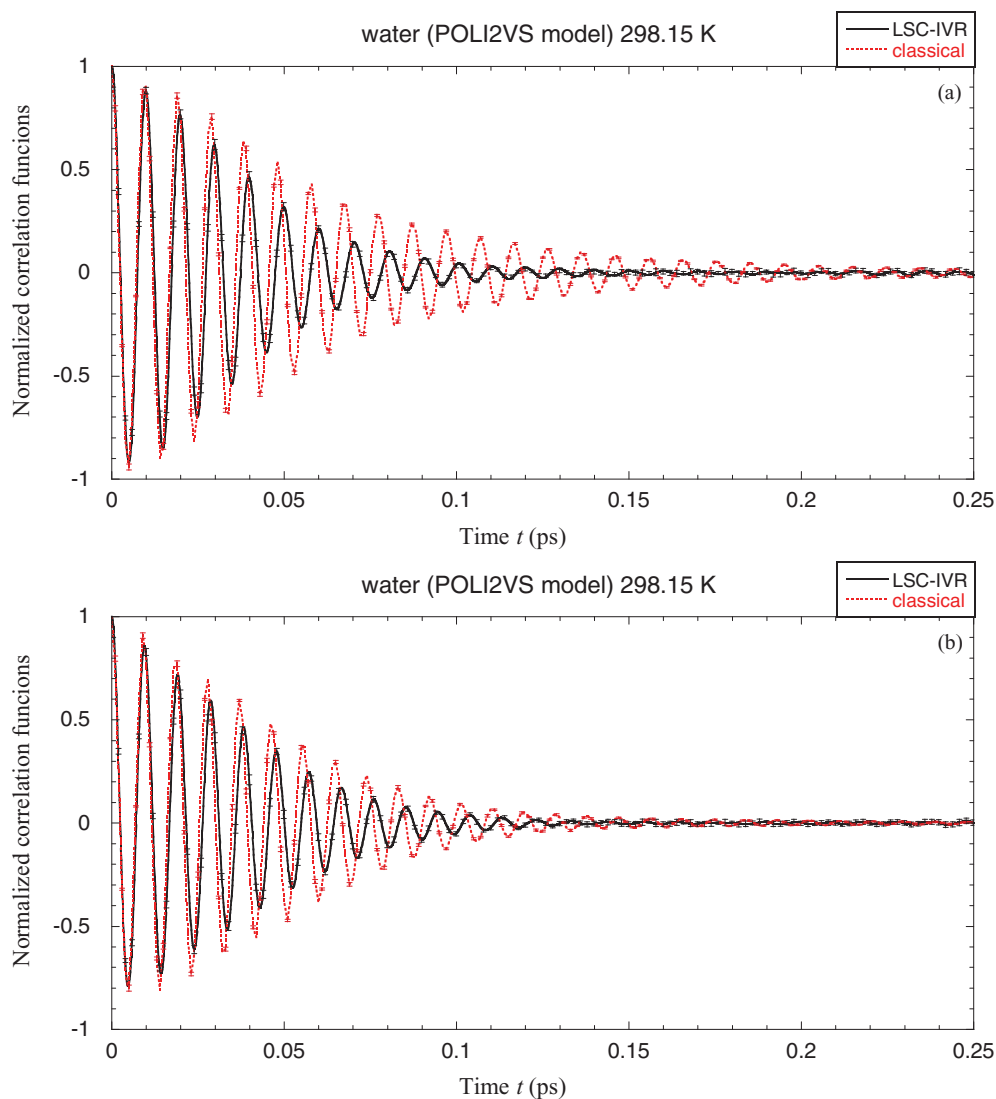 water (POLI2VS model) 298.15 K
LSC-IVR
classical
(a)
Normalized correlation funcions
1
0.5
0
-0.5
-1
0
0.05
0.1
0.15
0.2
0.25
Time t (ps)
water (POLI2VS model) 298.15 K
LSC-IVR
classical
(b)
Normalized correlation funcions
1
0.5
0
-0.5
-1
0
0.05
0.1
0.15
0.2
0.25
Time t (ps)